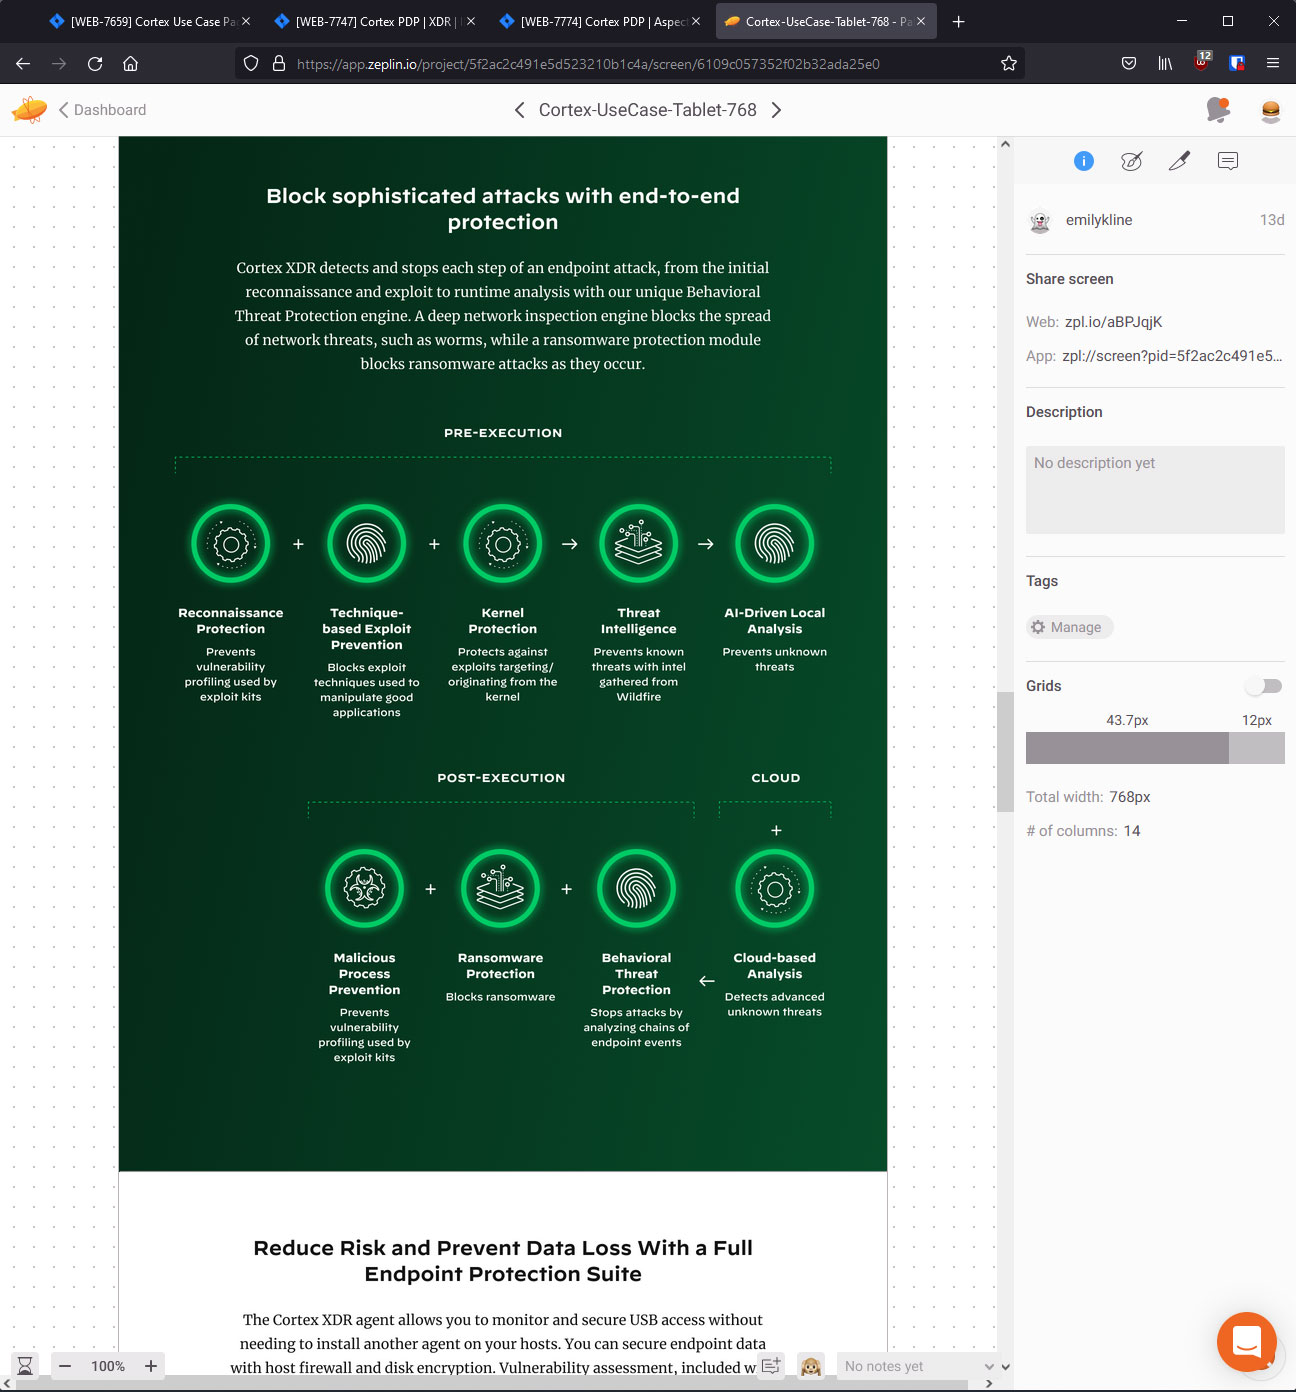 [WEB-7659] Cortex Use Case Pa
[WEB-7747] Cortex PDP | XDR |
[WEB-7774] Cortex PDP | Aspec
Cortex-UseCase-Tablet-768 - Pa
https://app.zeplin.io/project/5f2ac2c491e5d523210b1c4a/screen/6109c057352f02b32ada25e0
12
Dashboard
Cortex-UseCase-Tablet-768
Block sophisticated attacks with end-to-end
protection
Cortex XDR detects and stops each step of an endpoint attack, from the initial
reconnaissance and exploit to runtime analysis with our unique Behavioral
Threat Protection engine. A deep network inspection engine blocks the spread
of network threats, such as worms, while a ransomware protection module
blocks ransomware attacks as they occur.
PRE-EXECUTION
Reconnaissance
Protection
Prevents
vulnerability
profiling used by
exploit kits
Technique-
based Exploit
Prevention
Blocks exploit
techniques used to
manipulate good
applications
Kernel
Protection
Protects against
exploits targeting/
originating from the
kernel
Threat
Intelligence
Prevents known
threats with intel
gathered from
Wildfire
AI-Driven Local
Analysis
Prevents unknown
threats
POST-EXECUTION
CLOUD
Malicious
Process
Prevention
Prevents
vulnerability
profiling used by
exploit kits
Ransomware
Protection
Blocks ransomware
Behavioral
Threat
Protection
Stops attacks by
analyzing chains of
endpoint events
Cloud-based
Analysis
Detects advanced
unknown threats
Reduce Risk and Prevent Data Loss With a Full
Endpoint Protection Suite
The Cortex XDR agent allows you to monitor and secure USB access without
needing to install another agent on your hosts. You can secure endpoint data
with host firewall and disk encryption. Vulnerability assessment, included w
100%
No notes yet
emilykline
13d
Share screen
Web: zpl.io/aBPJqjK
App: zpl://screen?pid=5f2ac2c491e5...
Description
No description yet
Tags
Manage
Grids
43.7px
12px
Total width: 768px
# of columns: 14